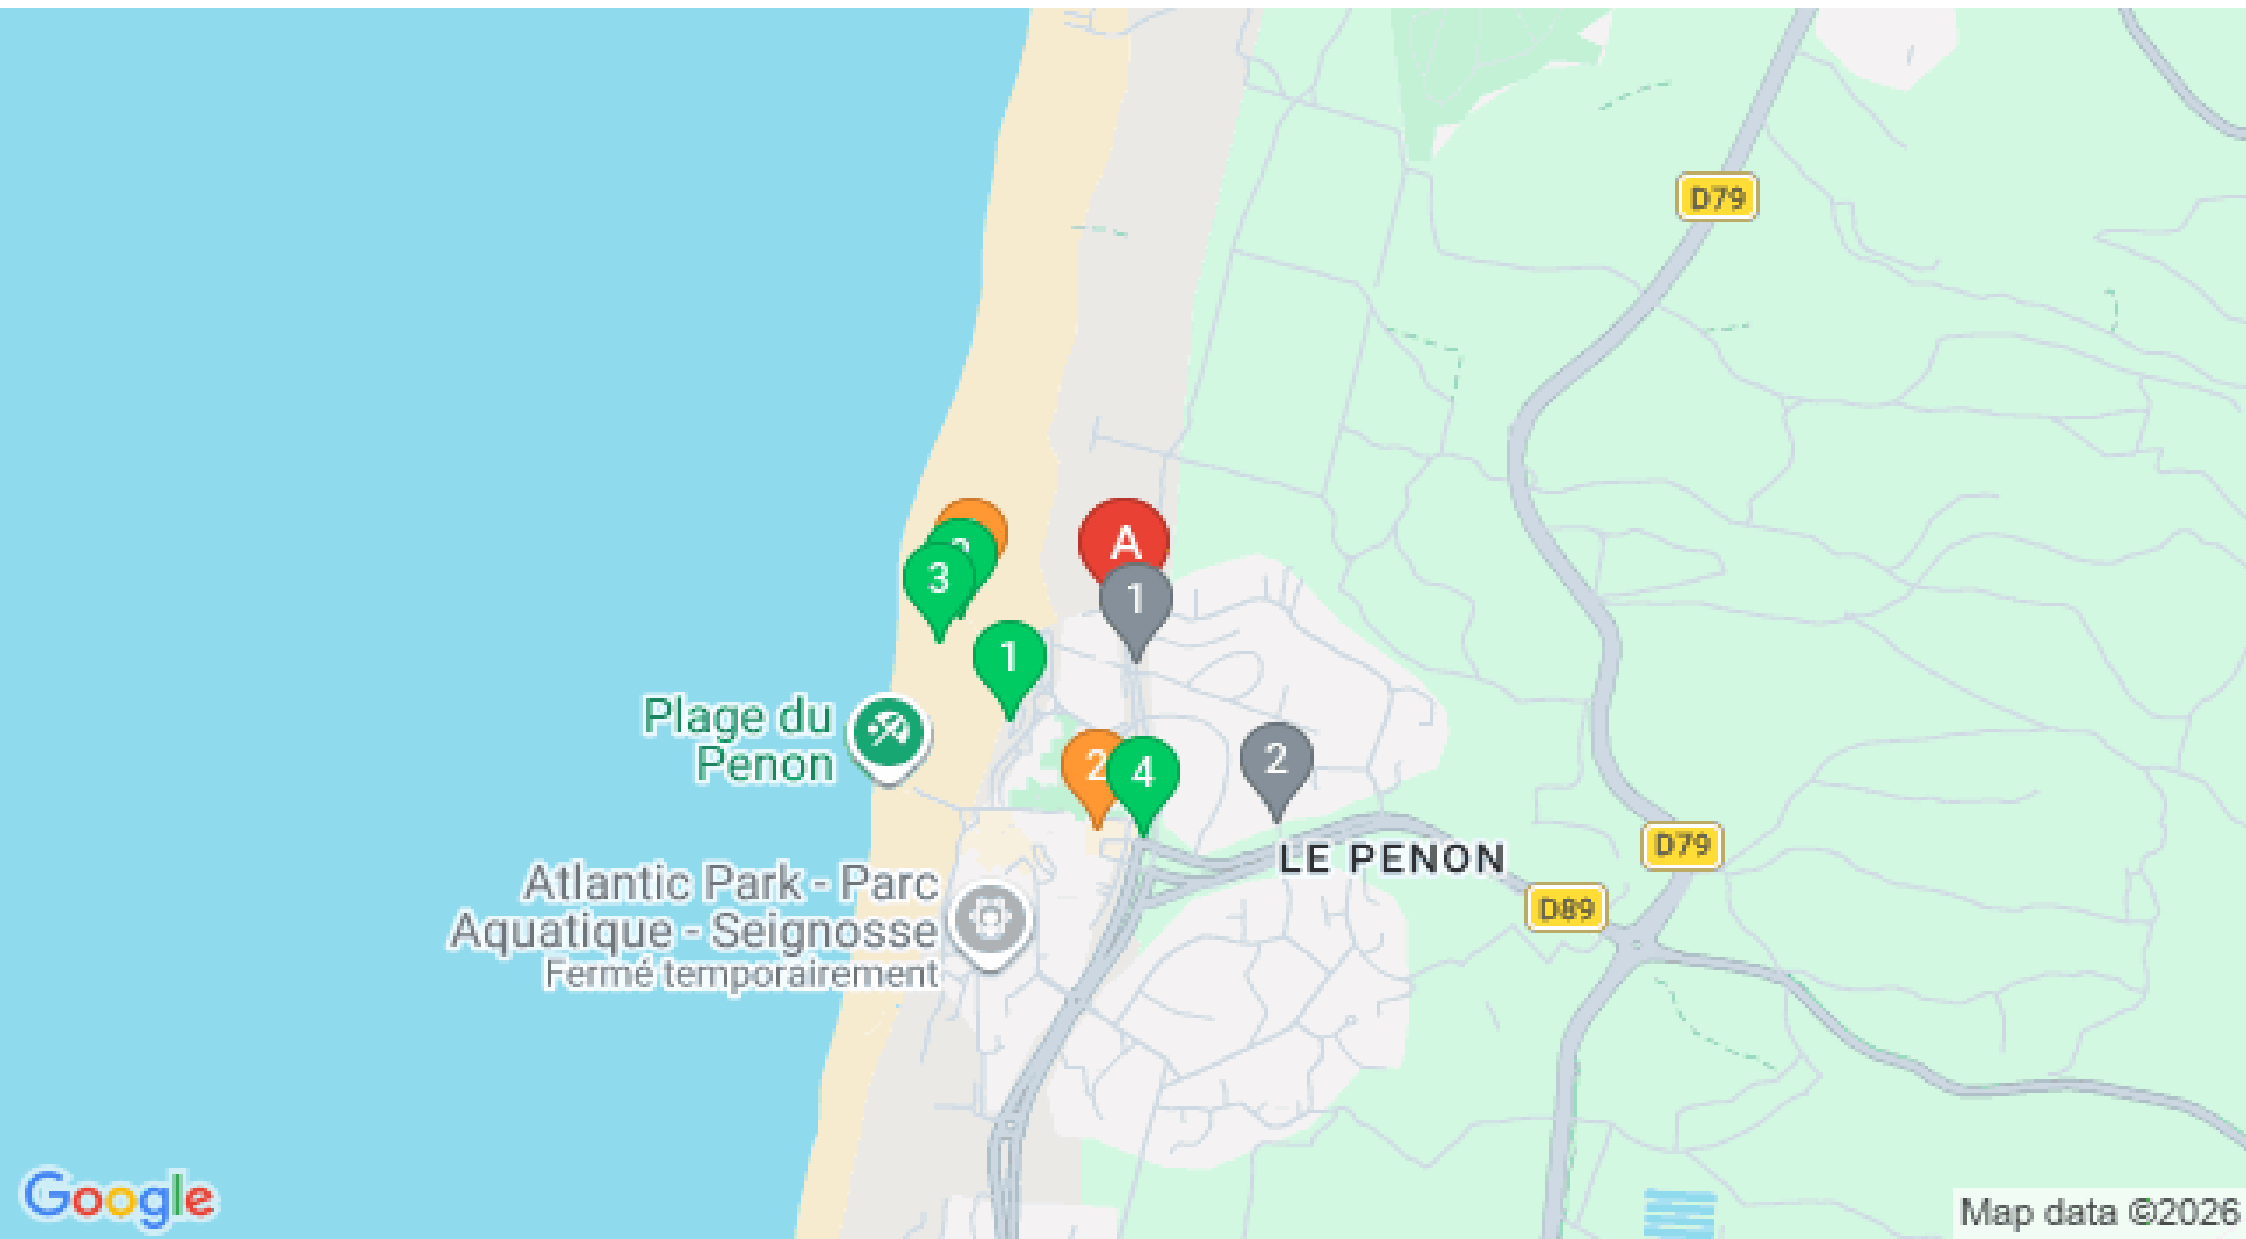 D79
A
2
3
1
1
Plage du
Penon
2
4
2
D79
LE PENON
Atlantic Park - Parc
Aquatique - Seignosse
Fermé temporairement
D89
Google
Map data ©2026